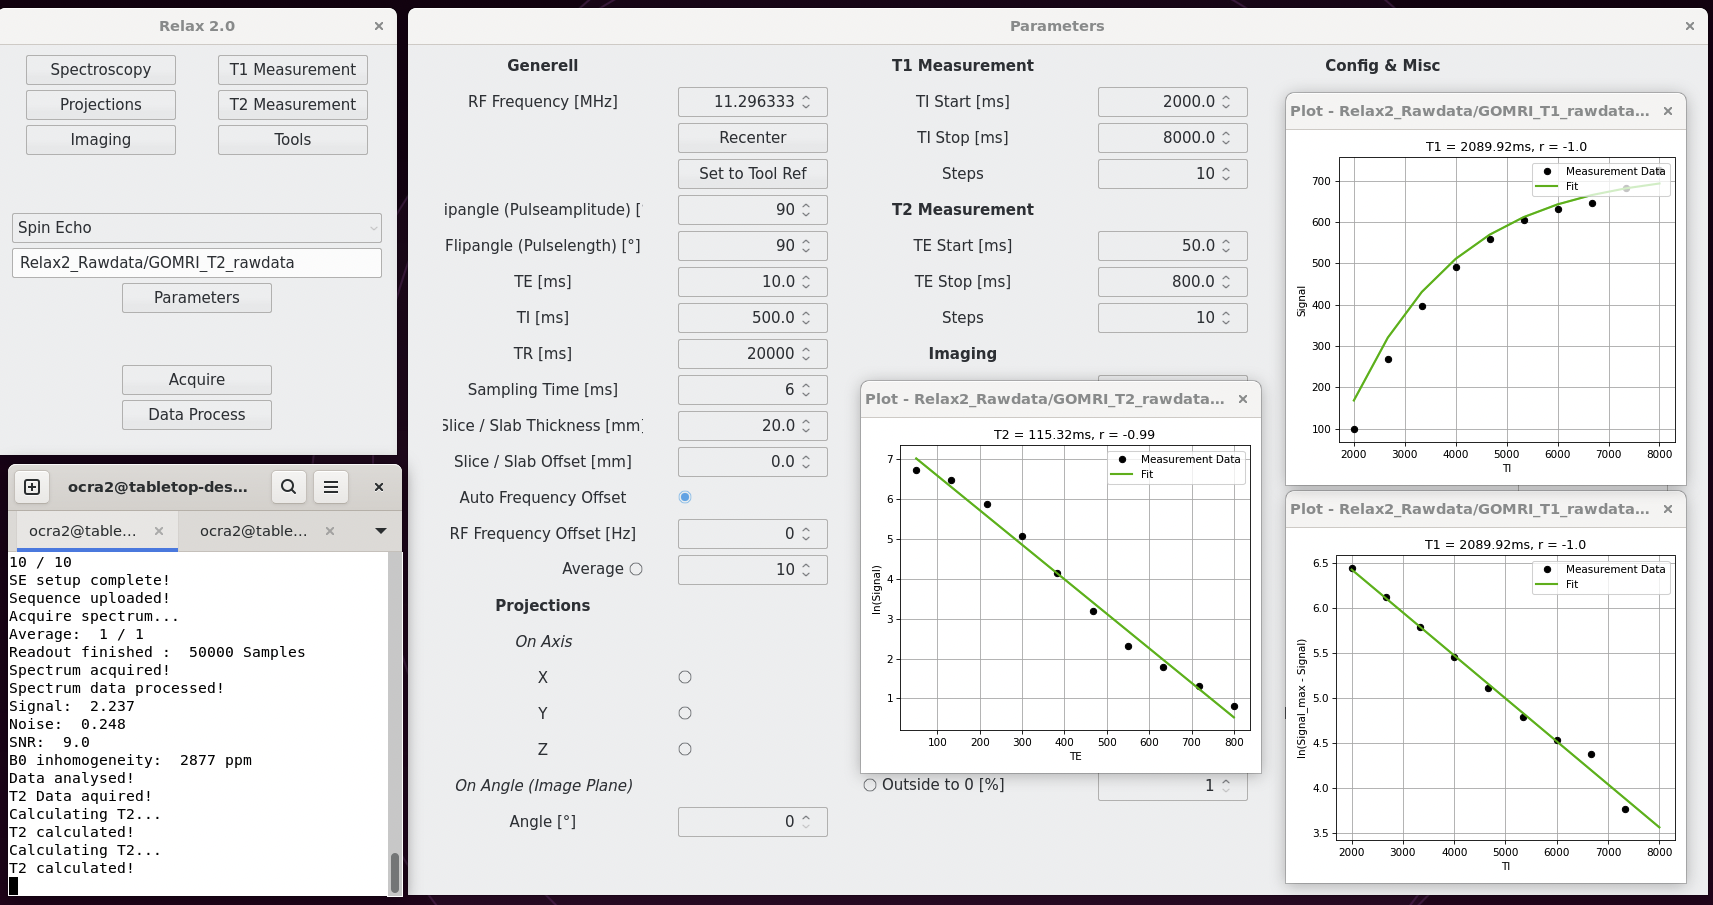 Relax 2.0
Spectroscopy
T1 Measurement
Projections
T2 Measurement
Imaging
Tools
Spin Echo
Relax2_Rawdata/GOMRI_T2_rawdata
Parameters
Acquire
Data Process
ocra2@tabletop-des...
ocra2@table...
ocra2@table...
10 / 10
SE setup complete!
Sequence uploaded!
Acquire spectrum...
Average:  1 / 1
Readout finished :  50000 Samples
Spectrum acquired!
Spectrum data processed!
Signal:  2.237
Noise:  0.248
SNR:  9.0
B0 inhomogeneity:  2877 ppm
Data analysed!
T2 Data aquired!
Calculating T2...
T2 calculated!
Calculating T2...
T2 calculated!
Parameters
Generell
RF Frequency [MHz]
11.296333
Recenter
Set to Tool Ref
ipangle (Pulseamplitude) [
90
Flipangle (Pulselength) [°]
90
TE [ms]
10.0
TI [ms]
500.0
TR [ms]
20000
Sampling Time [ms]
6
Slice / Slab Thickness [mm]
20.0
Slice / Slab Offset [mm]
0.0
Auto Frequency Offset
RF Frequency Offset [Hz]
0
Average
10
Projections
On Axis
X
Y
Z
On Angle (Image Plane)
Angle [°]
0
T1 Measurement
TI Start [ms]
2000.0
TI Stop [ms]
8000.0
Steps
10
T2 Measurement
TE Start [ms]
50.0
TE Stop [ms]
800.0
Steps
10
Imaging
Outside to 0 [%]
1
Config & Misc
Plot - Relax2_Rawdata/GOMRI_T2_rawdata...
T2 = 115.32ms, r = -0.99
Measurement Data
Fit
ln(Signal)
7
6
5
4
3
2
1
100 200 300 400 500 600 700 800
TE
Plot - Relax2_Rawdata/GOMRI_T1_rawdata...
T1 = 2089.92ms, r = -1.0
Measurement Data
Fit
Signal
700
600
500
400
300
200
100
2000 3000 4000 5000 6000 7000 8000
TI
Plot - Relax2_Rawdata/GOMRI_T1_rawdata...
T1 = 2089.92ms, r = -1.0
Measurement Data
Fit
ln(Signal_max - Signal)
6.5
6.0
5.5
5.0
4.5
4.0
3.5
2000 3000 4000 5000 6000 7000 8000
TI